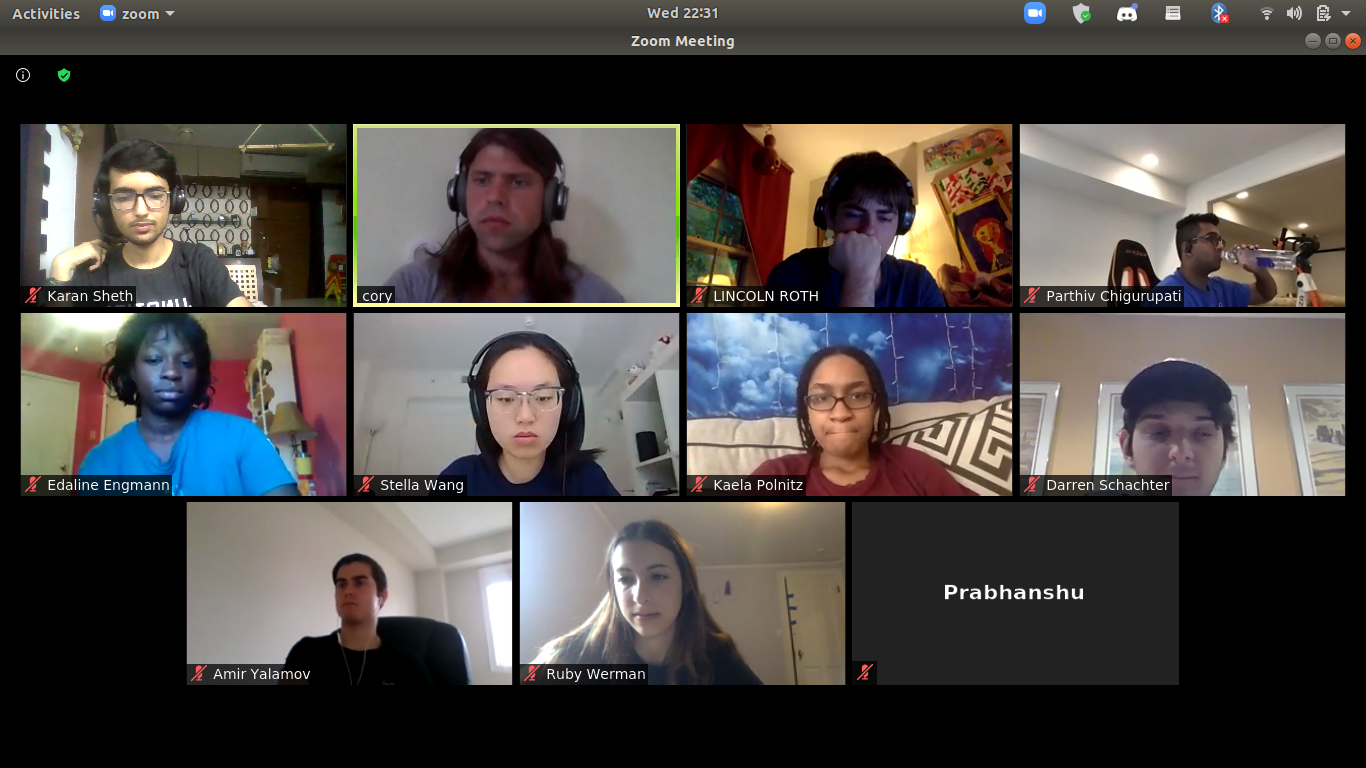 Activities zoom Wed 22:31
Zoom Meeting
Karan Sheth
cory
LINCOLN ROTH
Parthiv Chigurupati
Edaline Engmann
Stella Wang
Kaela Polnitz
Darren Schachter
Amir Yalamov
Ruby Werman
Prabhanshu